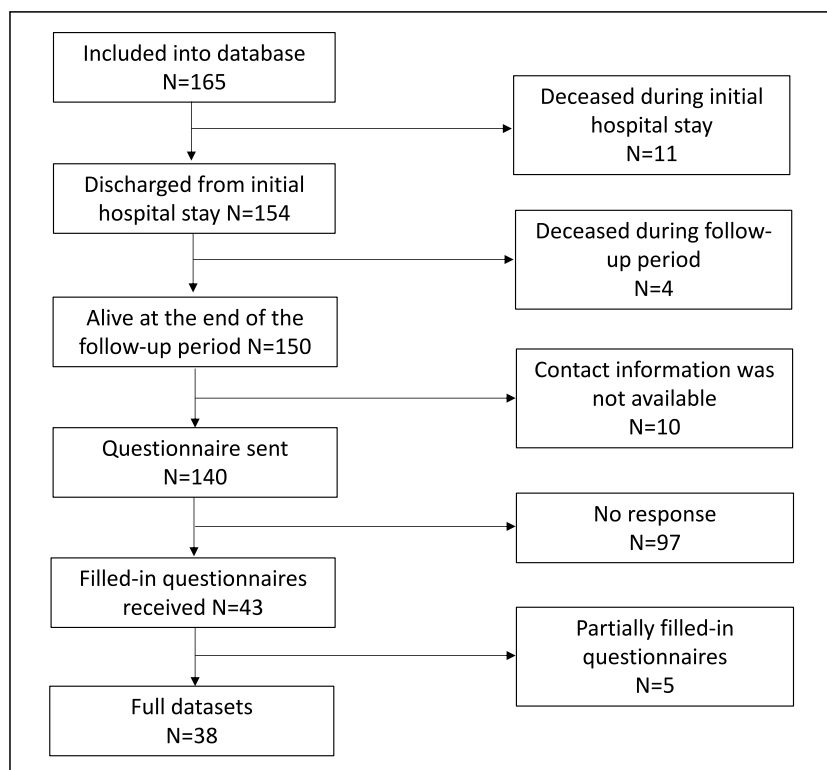 Included into database
N=165
Deceased during initial
hospital stay
N=11
Discharged from initial
hospital stay N=154
Deceased during follow-
up period
N=4
Alive at the end of the
follow-up period N=150
Contact information was
not available
N=10
Questionnaire sent
N=140
No response
N=97
Filled-in questionnaires
received N=43
Partially filled-in
questionnaires
N=5
Full datasets
N=38